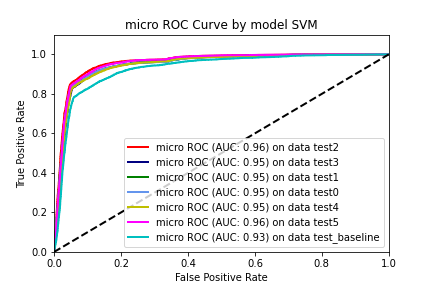 micro ROC Curve by model SVM
True Positive Rate
1.0
0.8
0.6
0.4
0.2
0.0
micro ROC (AUC: 0.96) on data test2
micro ROC (AUC: 0.95) on data test3
micro ROC (AUC: 0.95) on data test1
micro ROC (AUC: 0.95) on data test0
micro ROC (AUC: 0.95) on data test4
micro ROC (AUC: 0.96) on data test5
micro ROC (AUC: 0.93) on data test_baseline
0.0 0.2 0.4 0.6 0.8 1.0
False Positive Rate